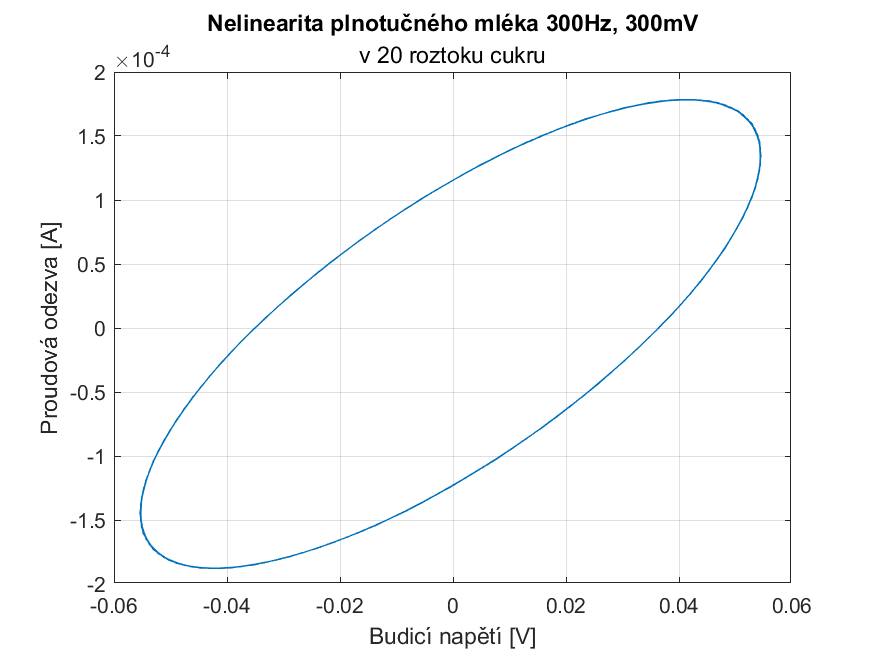 Nelinearita plnotučného mléka 300Hz, 300mV
v 20 roztoku cukru
×10-4
2
1.5
1
0.5
0
-0.5
-1
-1.5
-2
-0.06 -0.04 -0.02 0 0.02 0.04 0.06
Proudová odezva [A]
Budicí napětí [V]